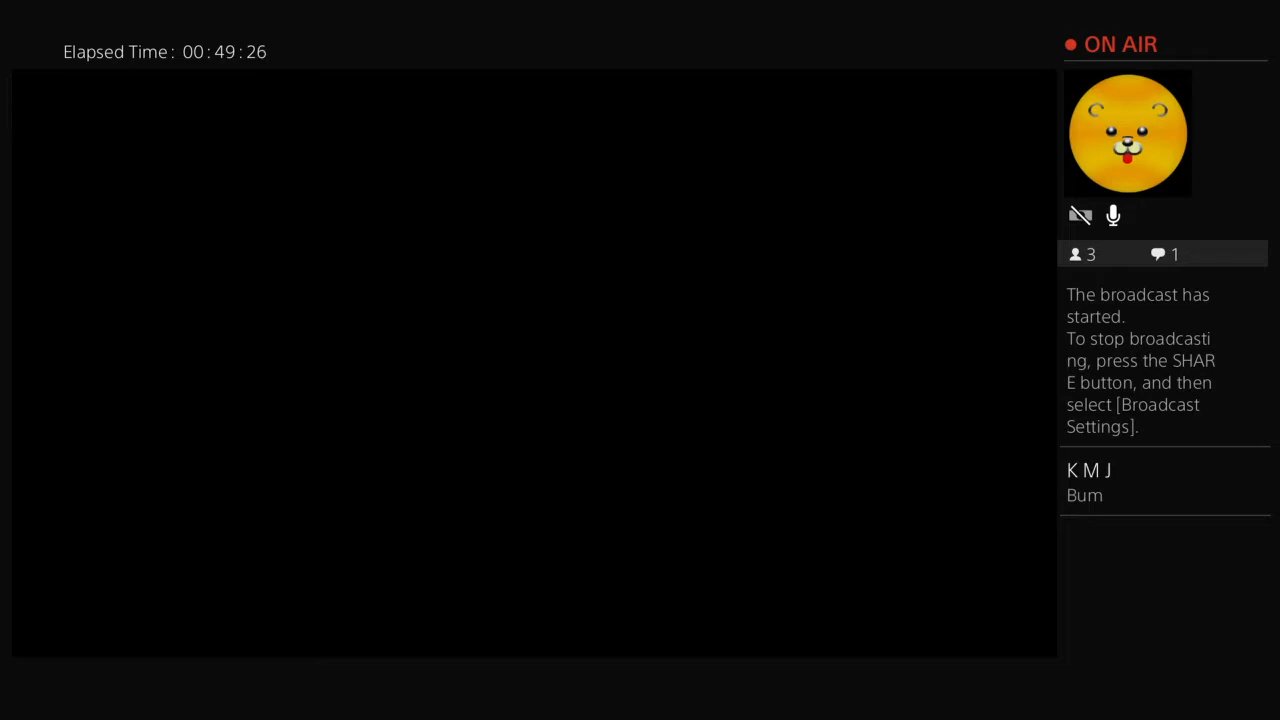 Elapsed Time: 00:49:26
ON AIR
3 1
The broadcast has
started.
To stop broadcasti
ng, press the SHAR
E button, and then
select [Broadcast
Settings].
K M J
Bum